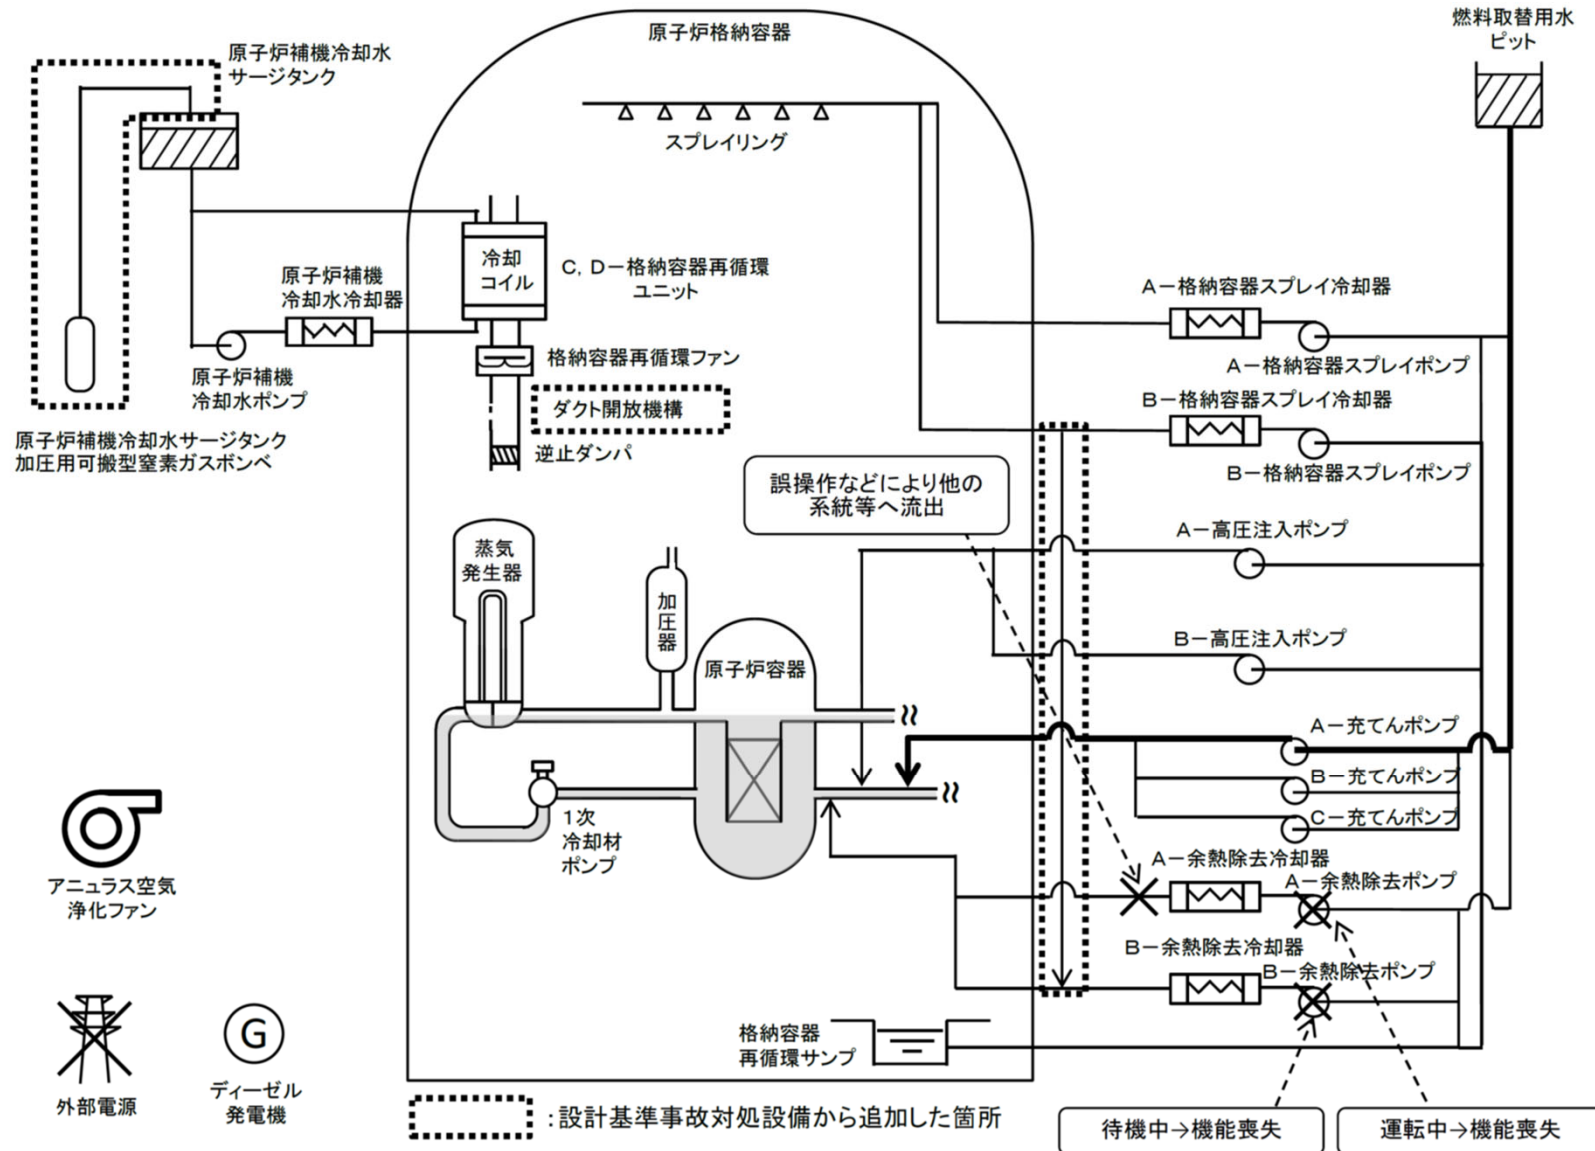 原子炉格納容器
燃料取替用水
ピット
原子炉補機冷却水
サージタンク
スプレイリング
冷却
コイル
C, D－格納容器再循環
ユニット
原子炉補機
冷却水冷却器
格納容器再循環ファン
原子炉補機
冷却水ポンプ
ダクト開放機構
逆止ダンパ
原子炉補機冷却水サージタンク
加圧用可搬型窒素ガスボンベ
A－格納容器スプレイ冷却器
A－格納容器スプレイポンプ
B－格納容器スプレイ冷却器
B－格納容器スプレイポンプ
誤操作などにより他の
系統等へ流出
A－高圧注入ポンプ
B－高圧注入ポンプ
蒸気
発生器
加
圧
器
原子炉容器
1次
冷却材
ポンプ
A－充てんポンプ
B－充てんポンプ
C－充てんポンプ
A－余熱除去冷却器
A－余熱除去ポンプ
B－余熱除去冷却器
B－余熱除去ポンプ
アニュラス空気
浄化ファン
外部電源
G
ディーゼル
発電機
格納容器
再循環サンプ
：設計基準事故対処設備から追加した箇所
待機中→機能喪失
運転中→機能喪失